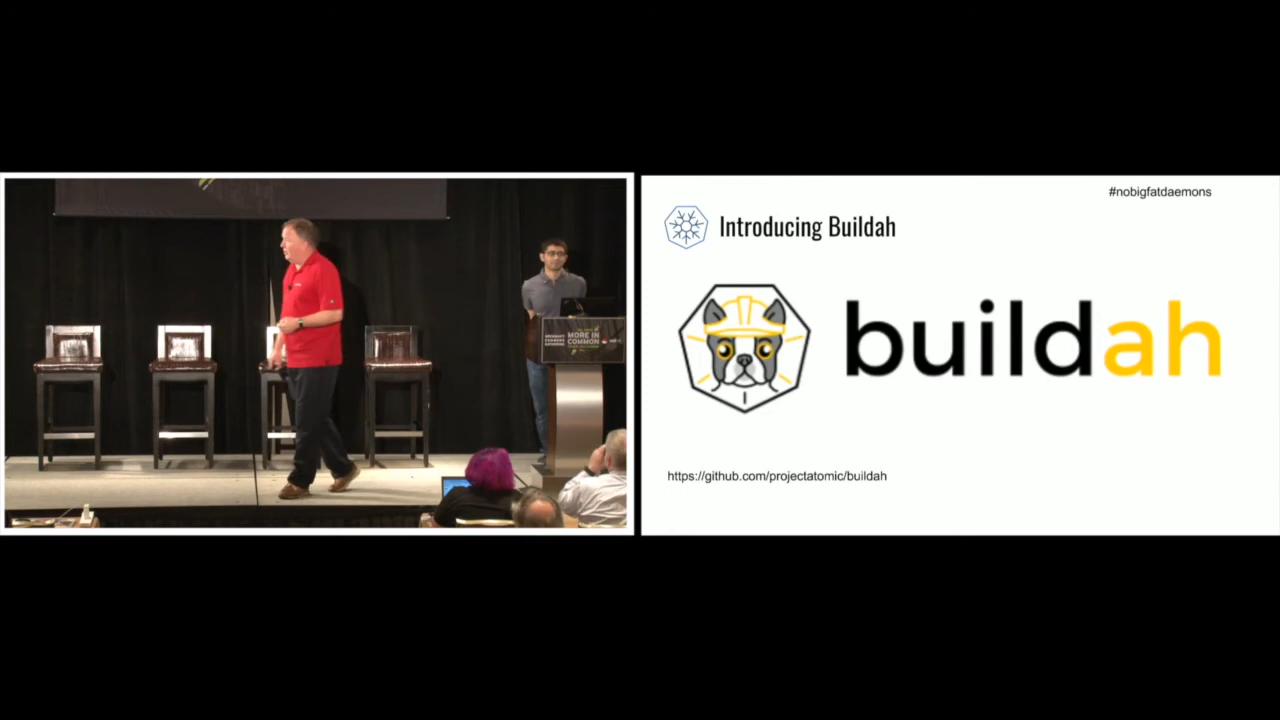 MORE IN
COMMON
#nobigfatdaemons
Introducing Buildah
buildah
https://github.com/projectatomic/buildah